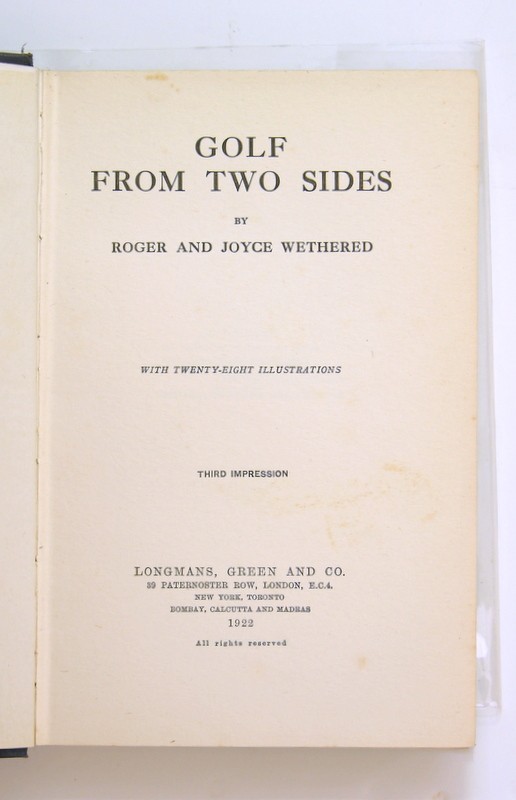 GOLF
FROM TWO SIDES
BY
ROGER AND JOYCE WETHERED
WITH TWENTY-EIGHT ILLUSTRATIONS
THIRD IMPRESSION
LONGMANS, GREEN AND CO.
39 PATERNOSTER ROW, LONDON, E.C.4.
NEW YORK, TORONTO
BOMBAY, CALCUTTA AND MADRAS
1922
All rights reserved